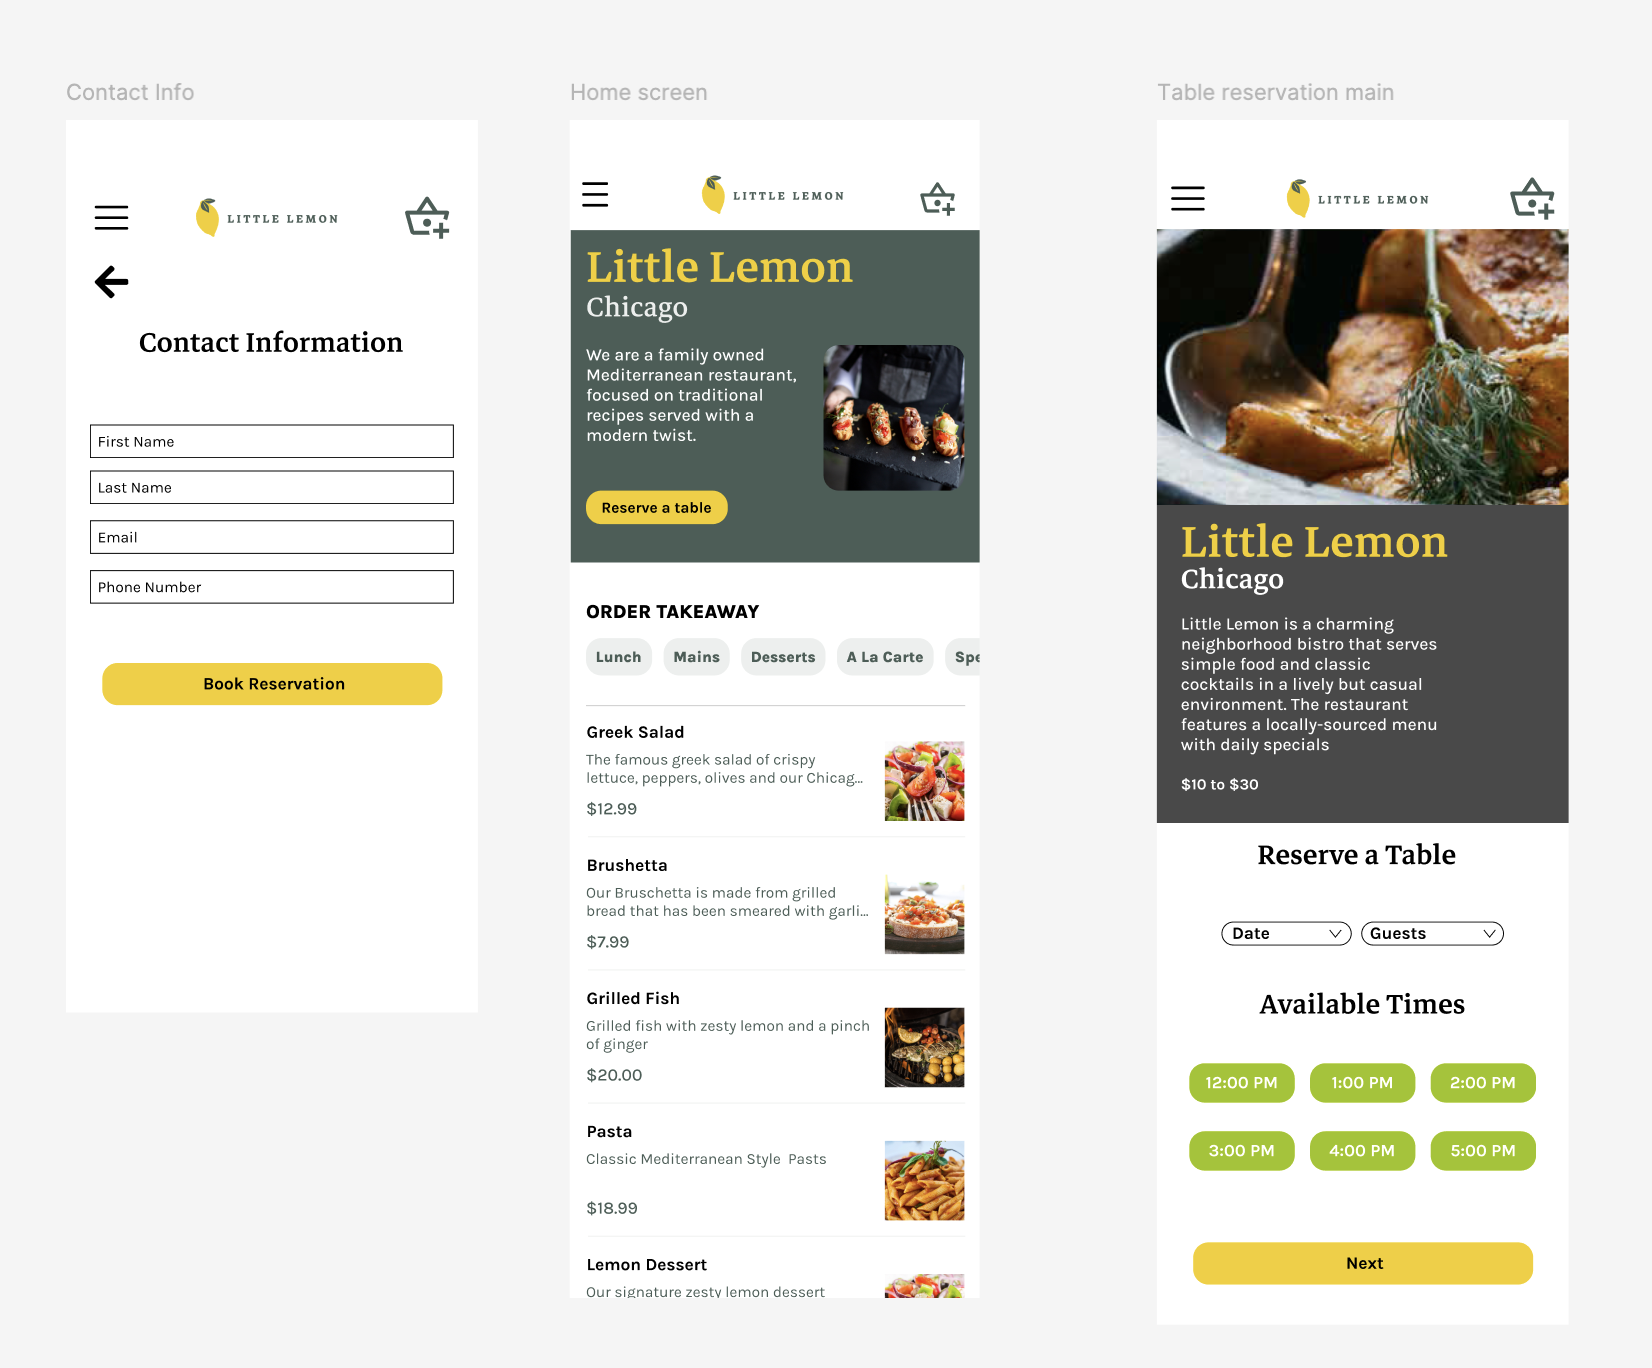 Contact Info
LITTLE LEMON
Contact Information
First Name
Last Name
Email
Phone Number
Book Reservation
Home screen
LITTLE LEMON
Little Lemon
Chicago
We are a family owned
Mediterranean restaurant,
focused on traditional
recipes served with a
modern twist.
Reserve a table
ORDER TAKEAWAY
Lunch Mains Desserts A La Carte Spe
Greek Salad
The famous greek salad of crispy
lettuce, peppers, olives and our Chicag...
$12.99
Brushetta
Our Bruschetta is made from grilled
bread that has been smeared with garli...
$7.99
Grilled Fish
Grilled fish with zesty lemon and a pinch
of ginger
$20.00
Pasta
Classic Mediterranean Style  Pasts
$18.99
Lemon Dessert
Our signature zesty lemon dessert
Table reservation main
LITTLE LEMON
Little Lemon
Chicago
Little Lemon is a charming
neighborhood bistro that serves
simple food and classic
cocktails in a lively but casual
environment. The restaurant
features a locally-sourced menu
with daily specials
$10 to $30
Reserve a Table
Date Guests
Available Times
12:00 PM 1:00 PM 2:00 PM
3:00 PM 4:00 PM 5:00 PM
Next